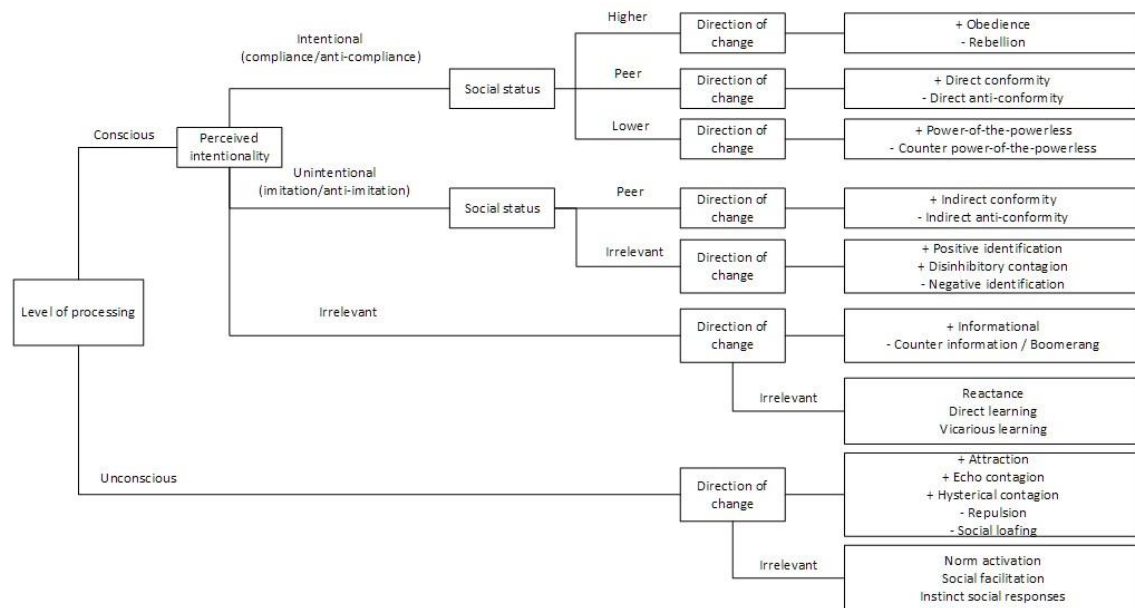 Higher
Direction of
change
+ Obedience
- Rebellion
Intentional
(compliance/anti-compliance)
Social status
Peer
Direction of
change
+ Direct conformity
- Direct anti-conformity
Lower
Direction of
change
+ Power-of-the-powerless
- Counter power-of-the-powerless
Conscious
Perceived
intentionality
Unintentional
(imitation/anti-imitation)
Social status
Peer
Direction of
change
+ Indirect conformity
- Indirect anti-conformity
Irrelevant
Direction of
change
+ Positive identification
+ Disinhibitory contagion
- Negative identification
Level of processing
Irrelevant
Direction of
change
+ Informational
- Counter information / Boomerang
Irrelevant
Reactance
Direct learning
Vicarious learning
Unconscious
Direction of
change
+ Attraction
+ Echo contagion
+ Hysterical contagion
- Repulsion
- Social loafing
Irrelevant
Norm activation
Social facilitation
Instinct social responses